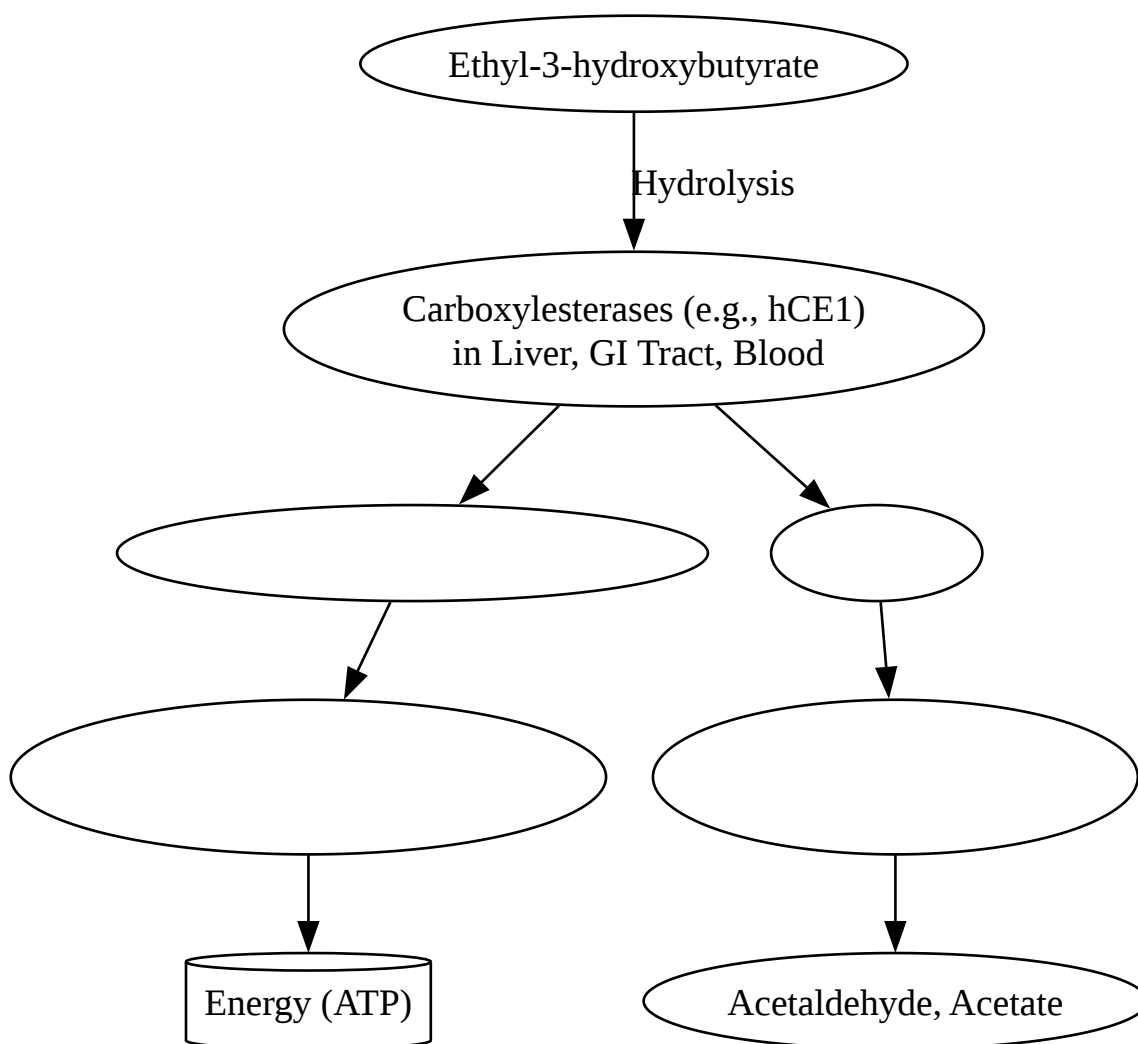 Ethyl-3-hydroxybutyrate
Hydrolysis
Carboxylesterases (e.g., hCE1)
in Liver, GI Tract, Blood
Energy (ATP)
Acetaldehyde, Acetate